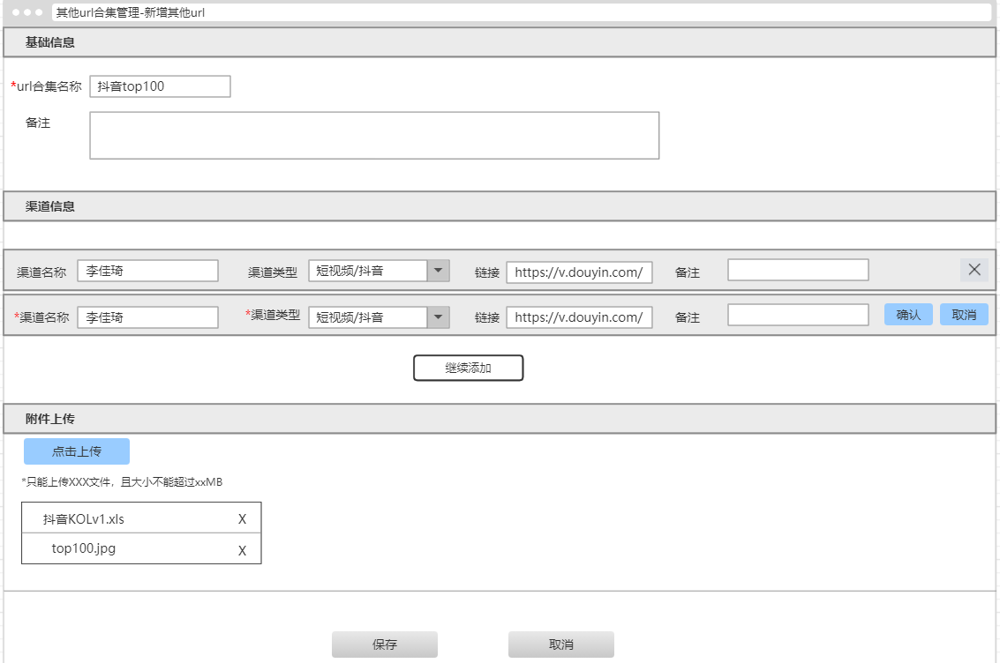 其他url合集管理-新增其他url
基础信息
*url合集名称 抖音top100
备注
渠道信息
渠道名称 李佳琦 渠道类型 短视频/抖音 链接 https://v.douyin.com/ 备注
*渠道名称 李佳琦 *渠道类型 短视频/抖音 链接 https://v.douyin.com/ 备注 确认 取消
继续添加
附件上传
点击上传
*只能上传XXX文件，且大小不能超过xxMB
抖音KOLv1.xls X
top100.jpg X
保存 取消